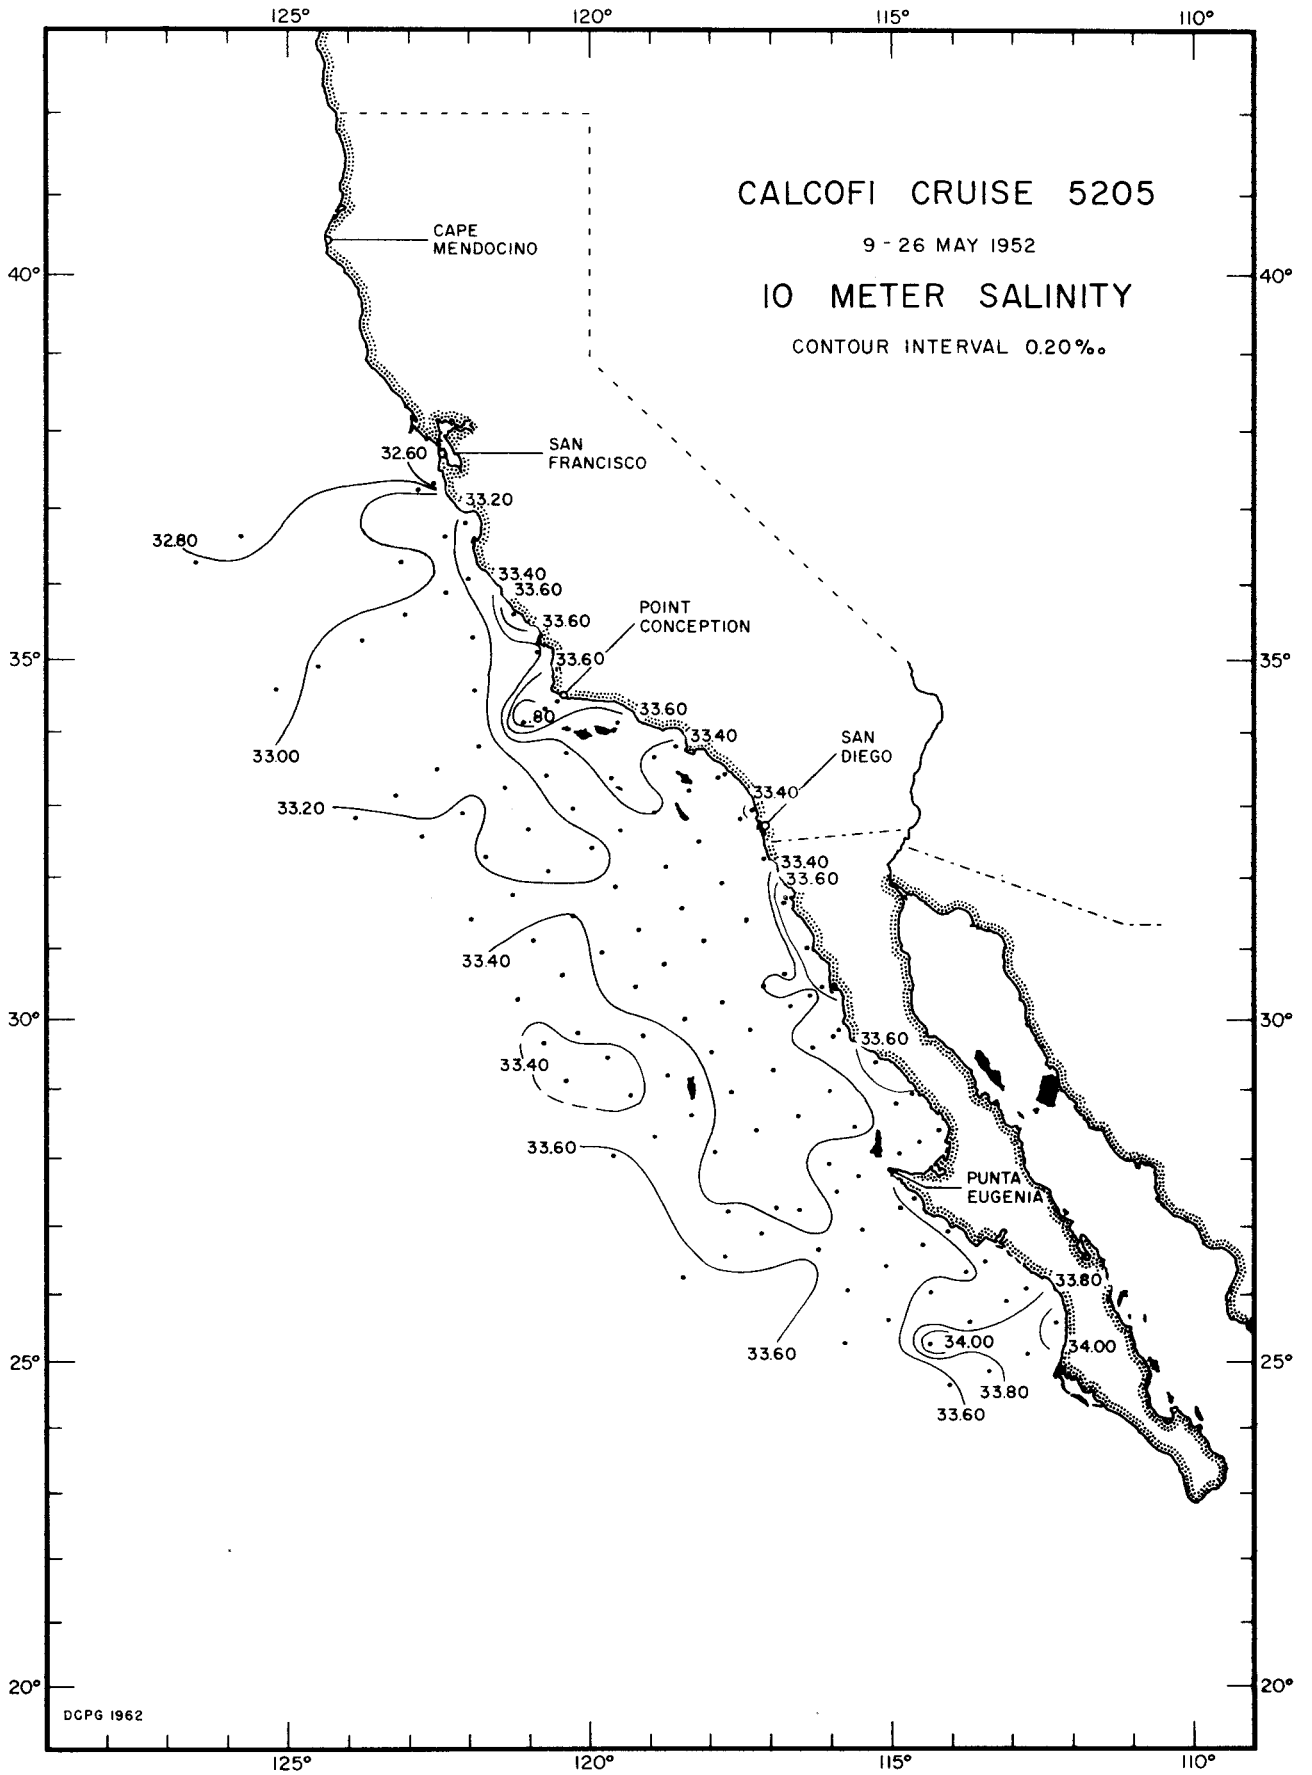 125° 120° 115° 110°
CALCOFI CRUISE 5205
9 - 26 MAY 1952
10 METER SALINITY
CONTOUR INTERVAL 0.20‰
CAPE
MENDOCINO
40° 40°
SAN
FRANCISCO
32.60
33.20
32.80
33.40
33.60
POINT
CONCEPTION
33.60
35° 33.60 35°
.80
33.60
33.40
SAN
DIEGO
33.00
33.40
33.20
33.40
33.60
33.40
30° 30°
33.60
33.40
33.60
PUNTA
EUGENIA
33.80
34.00
34.00
33.60
25° 25°
33.80
33.60
20° 20°
DCPG 1962
125° 120° 115° 110°